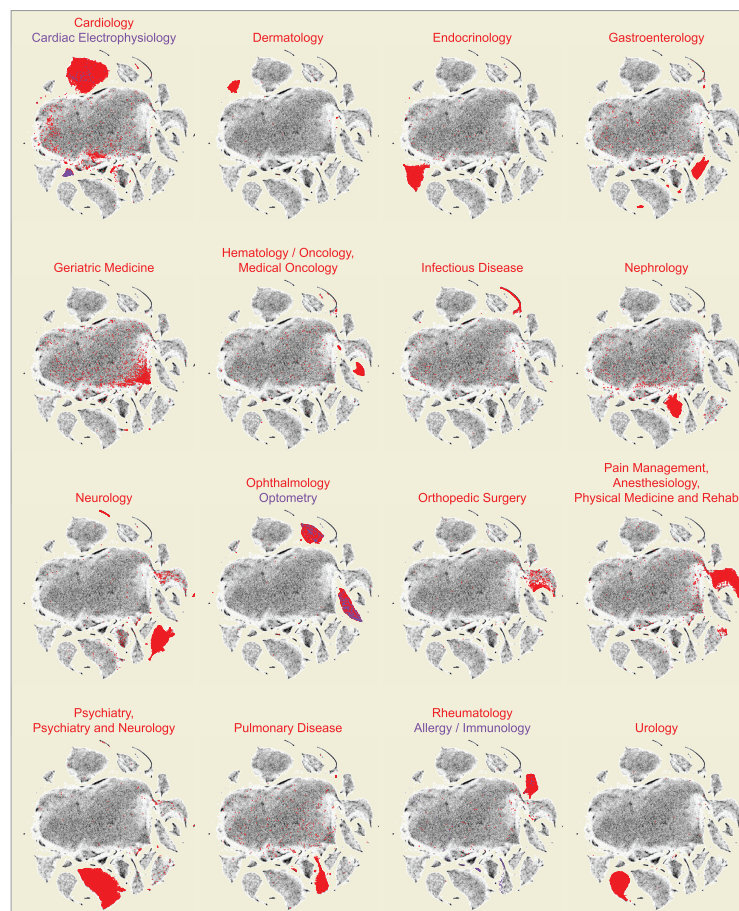 Cardiology
Cardiac Electrophysiology
Dermatology
Endocrinology
Gastroenterology
Geriatric Medicine
Hematology / Oncology,
Medical Oncology
Infectious Disease
Nephrology
Neurology
Ophthalmology
Optometry
Orthopedic Surgery
Pain Management,
Anesthesiology,
Physical Medicine and Rehab
Psychiatry,
Psychiatry and Neurology
Pulmonary Disease
Rheumatology
Allergy / Immunology
Urology